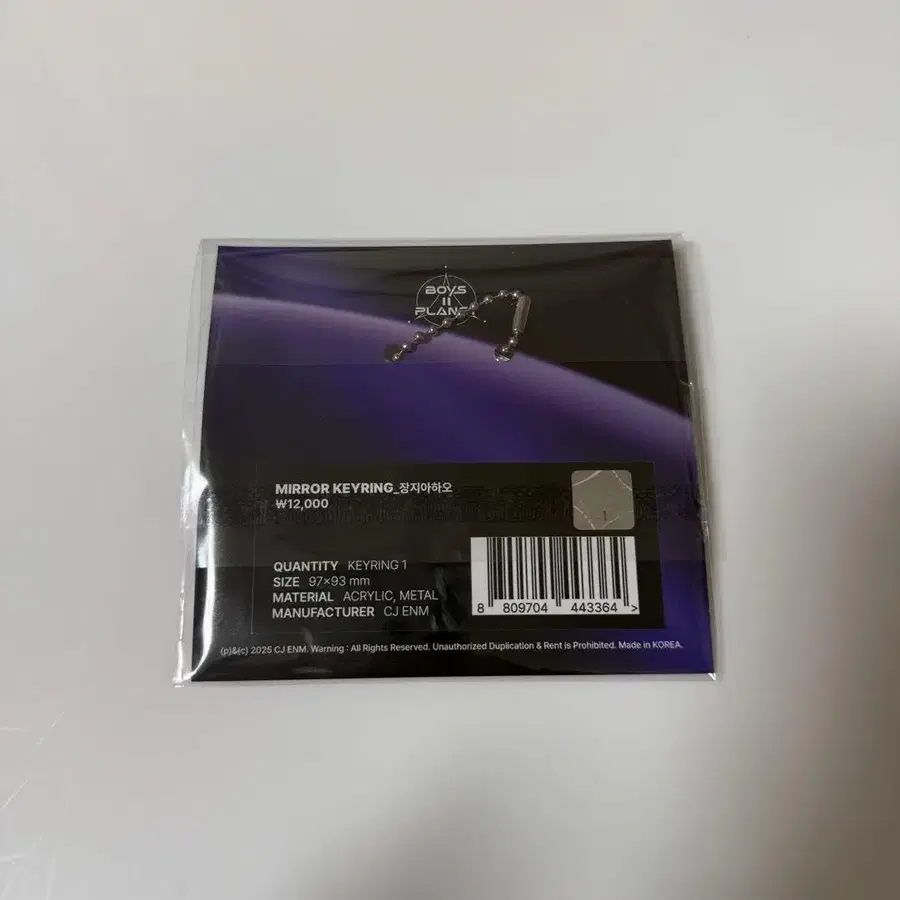 BOYS
II
PLANET
MIRROR KEYRING_장지아하오
₩12,000
1
QUANTITY KEYRING 1
SIZE 97×93 mm
MATERIAL ACRYLIC, METAL
MANUFACTURER CJ ENM
8 809704 443364 >
(p)&(c) 2025 CJ ENM. Warning : All Rights Reserved. Unauthorized Duplication & Rent is Prohibited. Made in KOREA.